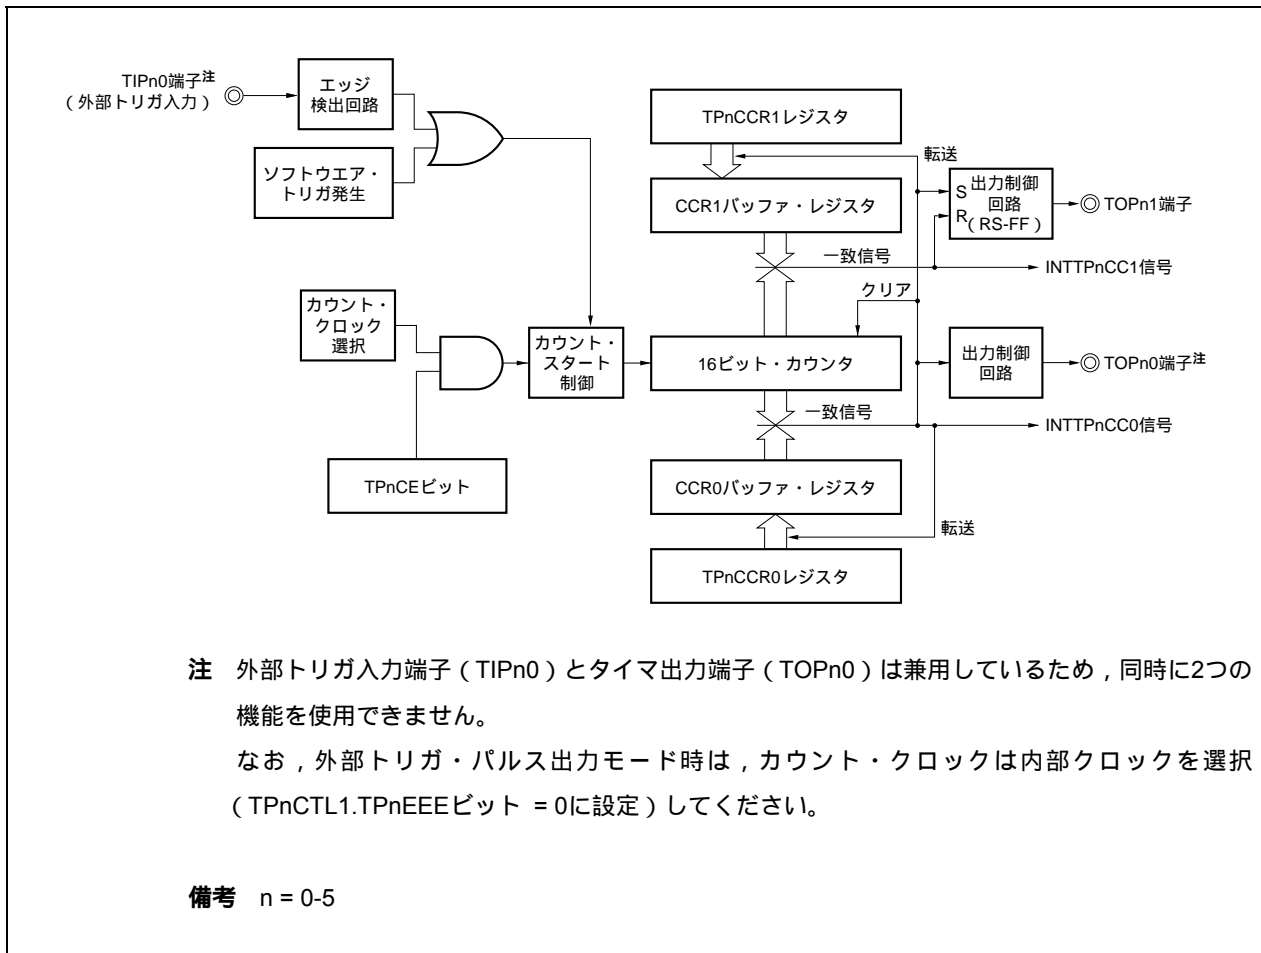 TIPn0端子注
（外部トリガ入力）
エッジ
検出回路
ソフトウエア・
トリガ発生
カウント・
クロック
選択
TPnCEビット
カウント・
スタート
制御
TPnCCR1レジスタ
転送
CCR1バッファ・レジスタ
一致信号
クリア
16ビット・カウンタ
一致信号
CCR0バッファ・レジスタ
転送
TPnCCR0レジスタ
S
R
出力制御
回路
（RS-FF）
TOPn1端子
INTTPnCC1信号
出力制御
回路
TOPn0端子注
INTTPnCC0信号
注　外部トリガ入力端子（TIPn0）とタイマ出力端子（TOPn0）は兼用しているため，同時に2つの
機能を使用できません。
なお，外部トリガ・パルス出力モード時は，カウント・クロックは内部クロックを選択
（TPnCTL1.TPnEEEビット = 0に設定）してください。
備考　n = 0-5